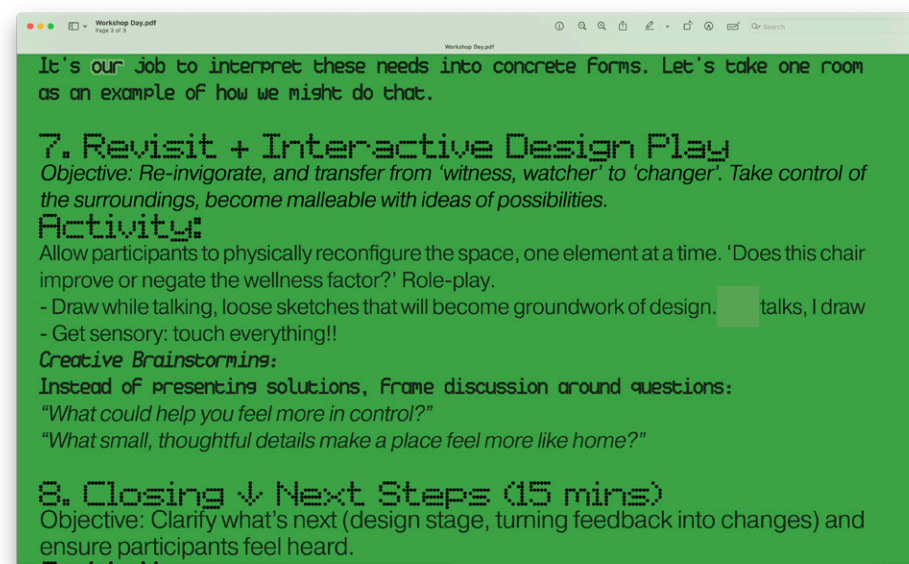 Workshop Day.pdf
Page 3 of 3
Search
Workshop Day.pdf
It's our job to interpret these needs into concrete forms. Let's take one room
as an example of how we might do that.
7. Revisit + Interactive Design Play
Objective: Re-invigorate, and transfer from ‘witness, watcher’ to ‘changer’. Take control of
the surroundings, become malleable with ideas of possibilities.
Activity:
Allow participants to physically reconfigure the space, one element at a time. ‘Does this chair
improve or negate the wellness factor?’ Role-play.
- Draw while talking, loose sketches that will become groundwork of design. talks, I draw
- Get sensory: touch everything!!
Creative Brainstorming:
Instead of presenting solutions, frame discussion around questions:
“What could help you feel more in control?”
“What small, thoughtful details make a place feel more like home?”
8. Closing ↓ Next Steps (15 mins)
Objective: Clarify what’s next (design stage, turning feedback into changes) and
ensure participants feel heard.